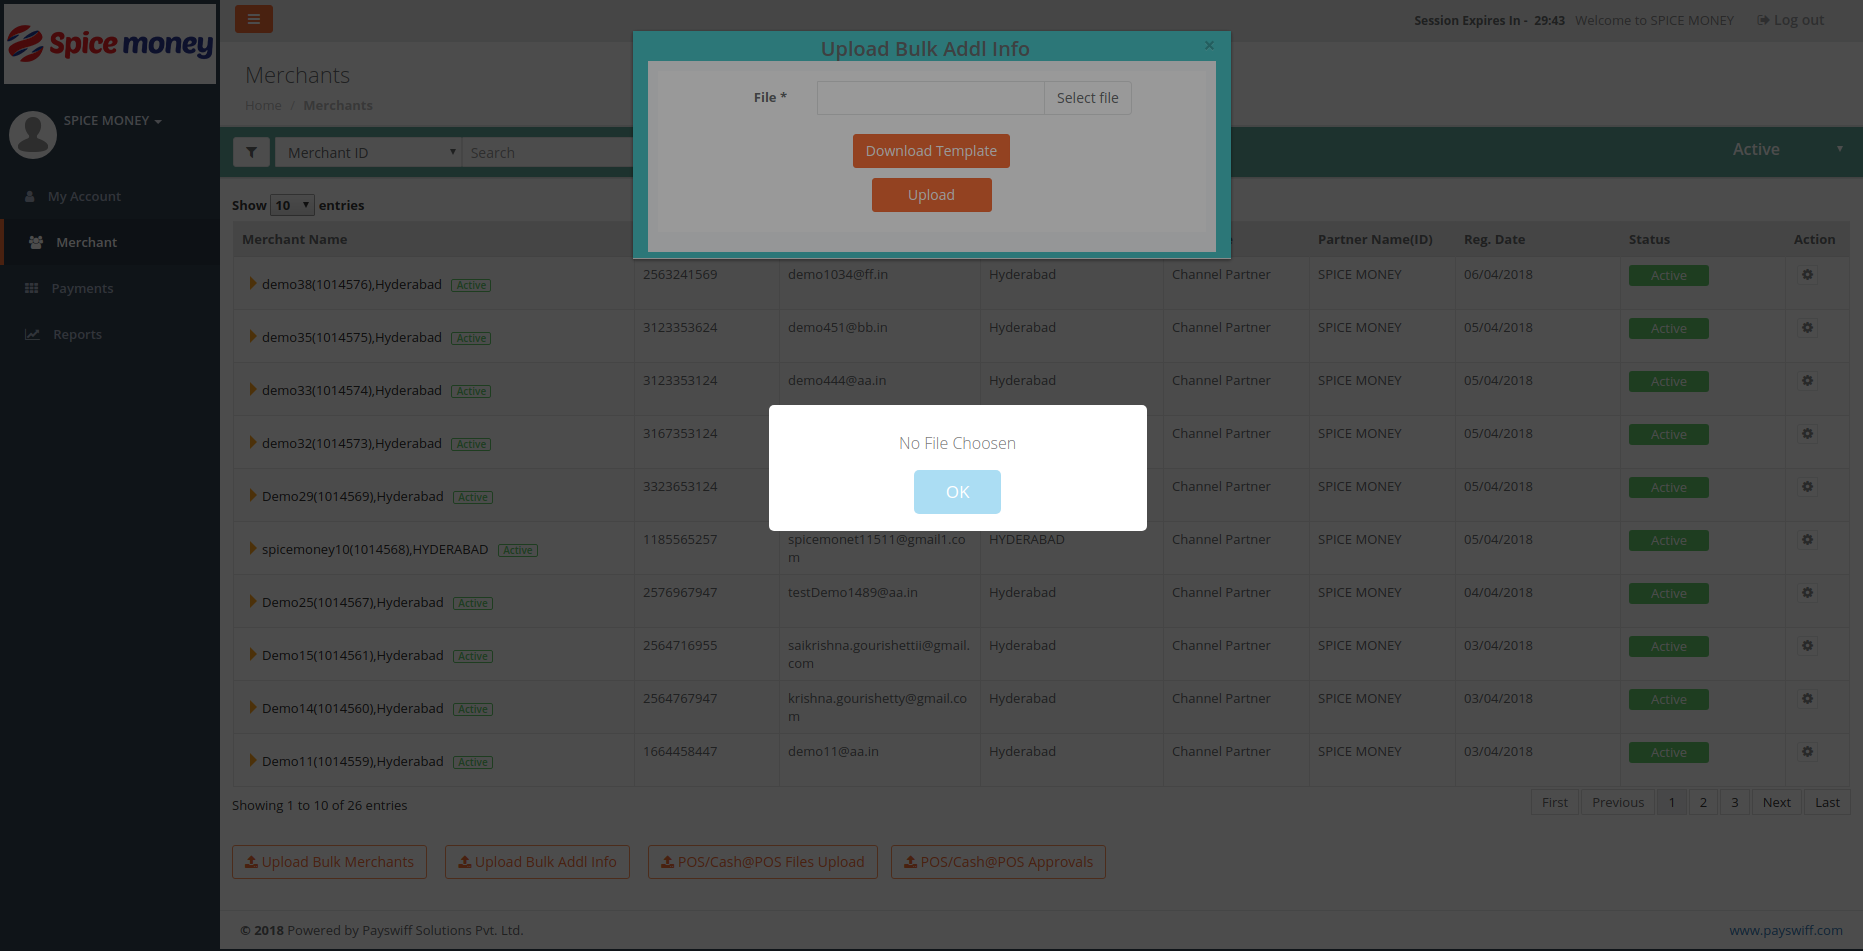 Spice money
SPICE MONEY
My Account
Merchant
Payments
Reports
Session Expires In - 29:43 Welcome to SPICE MONEY Log out
Merchants
Home / Merchants
Upload Bulk Addl Info ×
File * Select file
Download Template
Upload
Merchant ID Search Active
Show 10 entries
Merchant Name Partner Name(ID) Reg. Date Status Action
demo38(1014576),Hyderabad Active 2563241569 demo1034@ff.in Hyderabad Channel Partner SPICE MONEY 06/04/2018 Active
demo35(1014575),Hyderabad Active 3123353624 demo451@bb.in Hyderabad Channel Partner SPICE MONEY 05/04/2018 Active
demo33(1014574),Hyderabad Active 3123353124 demo444@aa.in Hyderabad Channel Partner SPICE MONEY 05/04/2018 Active
demo32(1014573),Hyderabad Active 3167353124 Channel Partner SPICE MONEY 05/04/2018 Active
No File Choosen
OK
Demo29(1014569),Hyderabad Active 3323653124 Channel Partner SPICE MONEY 05/04/2018 Active
spicemoney10(1014568),HYDERABAD Active 1185565257 spicemonet11511@gmail1.co HYDERABAD Channel Partner SPICE MONEY 05/04/2018 Active
m
Demo25(1014567),Hyderabad Active 2576967947 testDemo1489@aa.in Hyderabad Channel Partner SPICE MONEY 04/04/2018 Active
Demo15(1014561),Hyderabad Active 2564716955 saikrishna.gourishettii@gmail. Hyderabad Channel Partner SPICE MONEY 03/04/2018 Active
com
Demo14(1014560),Hyderabad Active 2564767947 krishna.gourishetty@gmail.co Hyderabad Channel Partner SPICE MONEY 03/04/2018 Active
m
Demo11(1014559),Hyderabad Active 1664458447 demo11@aa.in Hyderabad Channel Partner SPICE MONEY 03/04/2018 Active
Showing 1 to 10 of 26 entries First Previous 1 2 3 Next Last
Upload Bulk Merchants Upload Bulk Addl Info POS/Cash@POS Files Upload POS/Cash@POS Approvals
© 2018 Powered by Payswiff Solutions Pvt. Ltd. www.payswiff.com